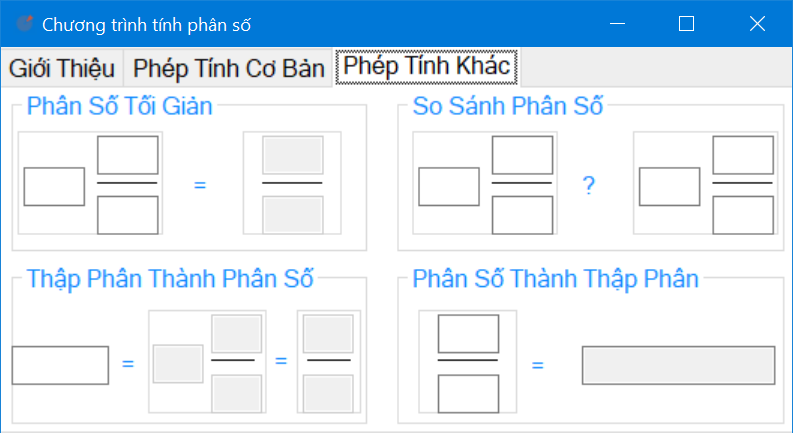 Chương trình tính phân số
Giới Thiệu Phép Tính Cơ Bản Phép Tính Khác
Phân Số Tối Giản
=
So Sánh Phân Số
?
Thập Phân Thành Phân Số
= =
Phân Số Thành Thập Phân
=